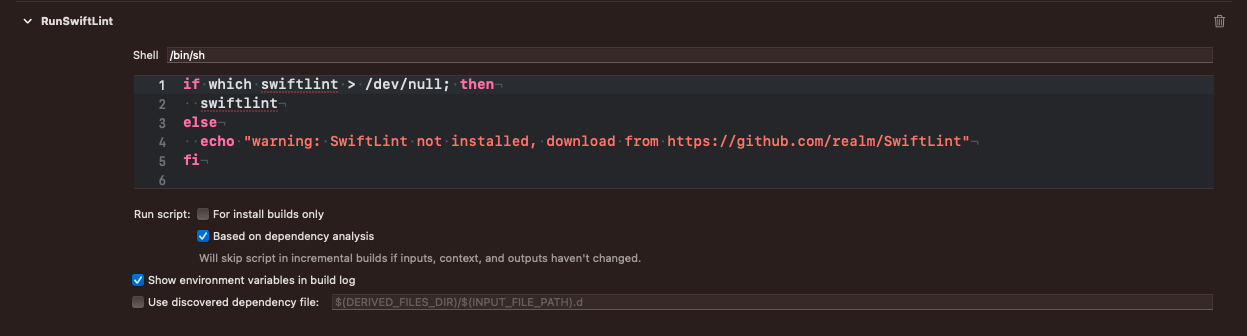 RunSwiftLint
Shell /bin/sh
1 if which swiftlint > /dev/null; then
2   swiftlint
3 else
4   echo "warning: SwiftLint not installed, download from https://github.com/realm/SwiftLint"
5 fi
6
Run script: For install builds only
Based on dependency analysis
Will skip script in incremental builds if inputs, context, and outputs haven't changed.
Show environment variables in build log
Use discovered dependency file: $(DERIVED_FILES_DIR)/$(INPUT_FILE_PATH).d